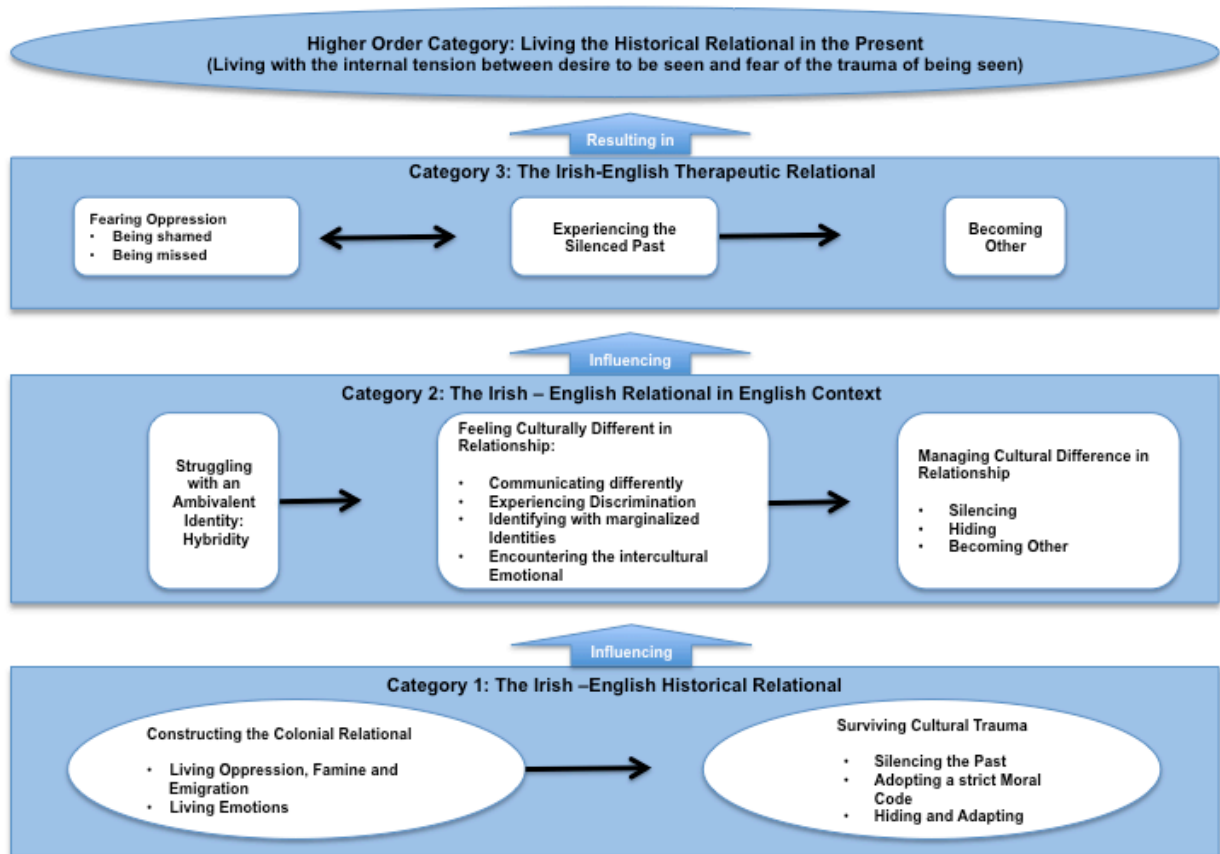 Higher Order Category: Living the Historical Relational in the Present
(Living with the internal tension between desire to be seen and fear of the trauma of being seen)
Resulting in
Category 3: The Irish-English Therapeutic Relational
Fearing Oppression
• Being shamed
• Being missed
Experiencing the
Silenced Past
Becoming
Other
Influencing
Category 2: The Irish – English Relational in English Context
Struggling
with an
Ambivalent
Identity:
Hybridity
Feeling Culturally Different in
Relationship:
• Communicating differently
• Experiencing Discrimination
• Identifying with marginalized
Identities
• Encountering the intercultural
Emotional
Managing Cultural Difference in
Relationship
• Silencing
• Hiding
• Becoming Other
Influencing
Category 1: The Irish –English Historical Relational
Constructing the Colonial Relational
• Living Oppression, Famine and
Emigration
• Living Emotions
Surviving Cultural Trauma
• Silencing the Past
• Adopting a strict Moral
Code
• Hiding and Adapting